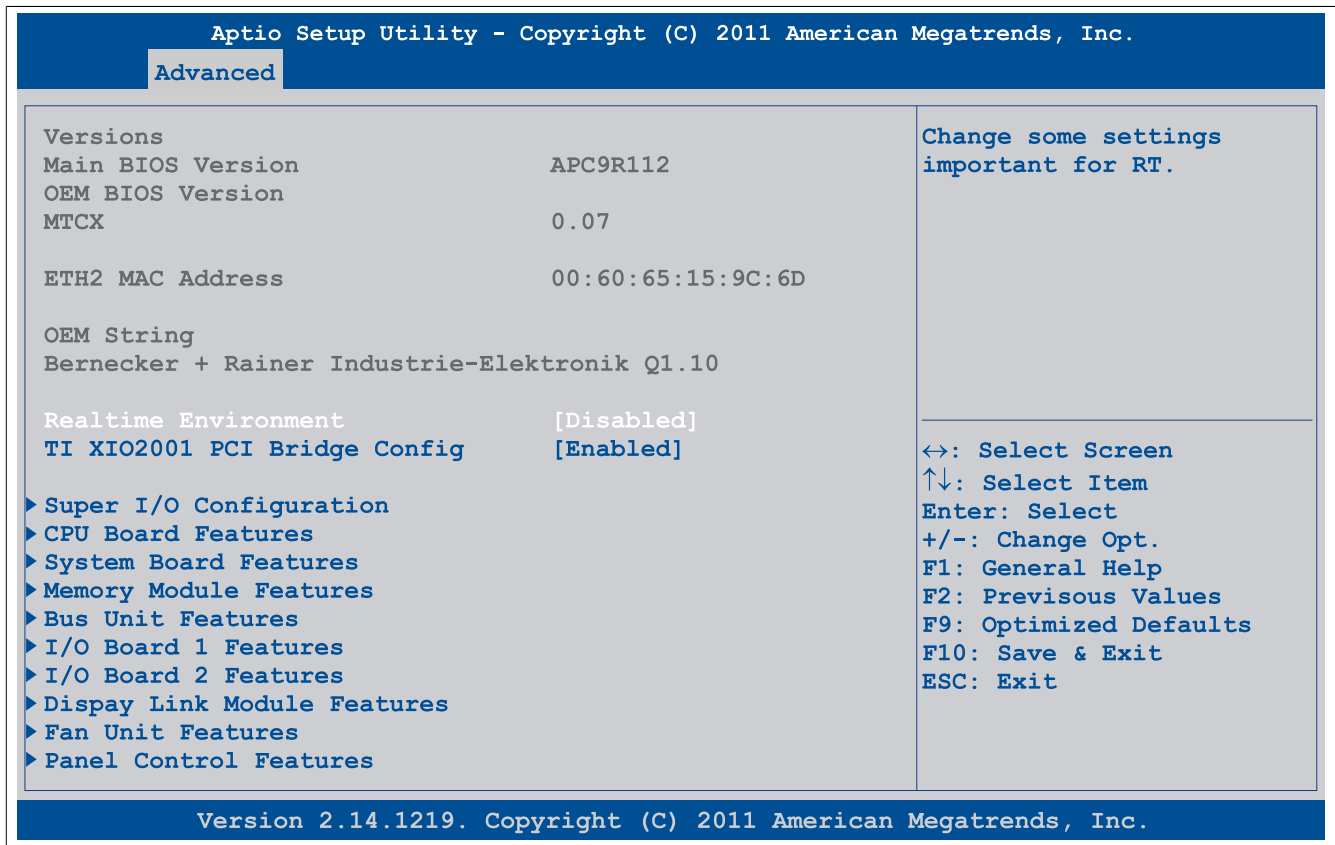 Aptio Setup Utility - Copyright (C) 2011 American Megatrends, Inc.
Advanced
Versions
Main BIOS Version APC9R112
OEM BIOS Version
MTCX 0.07
ETH2 MAC Address 00:60:65:15:9C:6D
OEM String
Bernecker + Rainer Industrie-Elektronik Q1.10
Realtime Environment [Disabled]
TI XIO2001 PCI Bridge Config [Enabled]
Super I/O Configuration
CPU Board Features
System Board Features
Memory Module Features
Bus Unit Features
I/O Board 1 Features
I/O Board 2 Features
Dispay Link Module Features
Fan Unit Features
Panel Control Features
Change some settings
important for RT.
↔: Select Screen
↑↓: Select Item
Enter: Select
+/-: Change Opt.
F1: General Help
F2: Previsous Values
F9: Optimized Defaults
F10: Save & Exit
ESC: Exit
Version 2.14.1219. Copyright (C) 2011 American Megatrends, Inc.